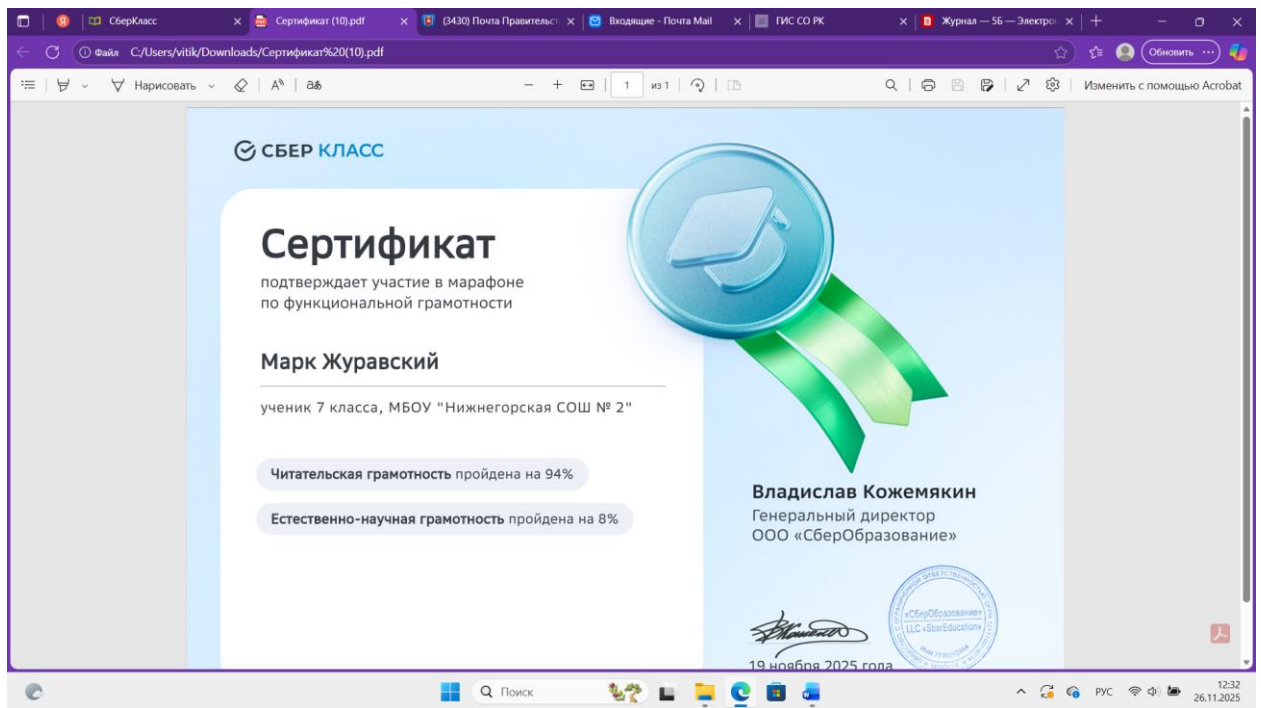 СберКласс
Сертификат (10).pdf
(3430) Почта Правительст
Входящие - Почта Mail
ГИС СО РК
Журнал — 5Б — Электро
Файл C:/Users/vitik/Downloads/Сертификат%20(10).pdf
Обновить
Нарисовать
1 из 1
Изменить с помощью Acrobat
СБЕР КЛАСС
Сертификат
подтверждает участие в марафоне
по функциональной грамотности
Марк Журавский
ученик 7 класса, МБОУ "Нижнегорская СОШ № 2"
Читательская грамотность пройдена на 94%
Естественно-научная грамотность пройдена на 8%
Владислав Кожемякин
Генеральный директор
ООО «СберОбразование»
«СберОбразование»
LLC «SberEducation»
19 ноября 2025 года
Поиск
РУС
12:32
26.11.2025